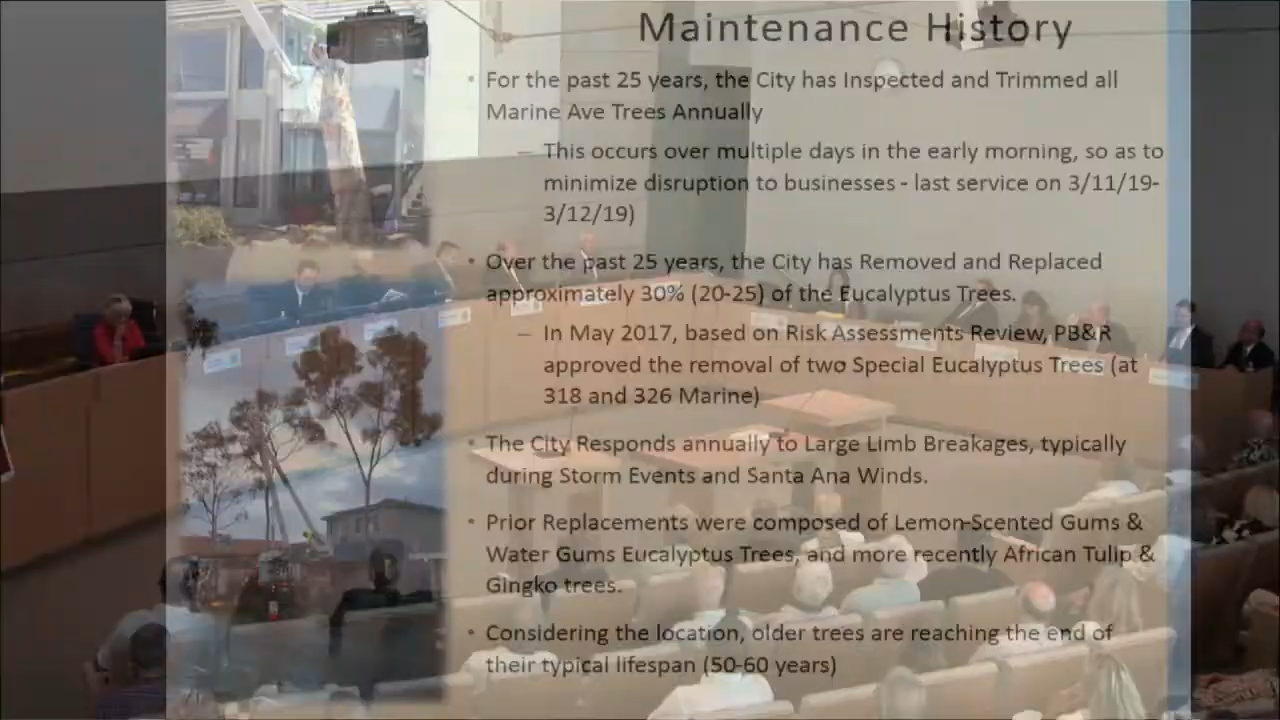 Maintenance History
• For the past 25 years, the City has Inspected and Trimmed all
Marine Ave Trees Annually
– This occurs over multiple days in the early morning, so as to
minimize disruption to businesses - last service on 3/11/19-
3/12/19)
• Over the past 25 years, the City has Removed and Replaced
approximately 30% (20-25) of the Eucalyptus Trees.
– In May 2017, based on Risk Assessments Review, PB&R
approved the removal of two Special Eucalyptus Trees (at
318 and 326 Marine)
• The City Responds annually to Large Limb Breakages, typically
during Storm Events and Santa Ana Winds.
• Prior Replacements were composed of Lemon-Scented Gums &
Water Gums Eucalyptus Trees, and more recently African Tulip &
Gingko trees.
• Considering the location, older trees are reaching the end of
their typical lifespan (50-60 years)